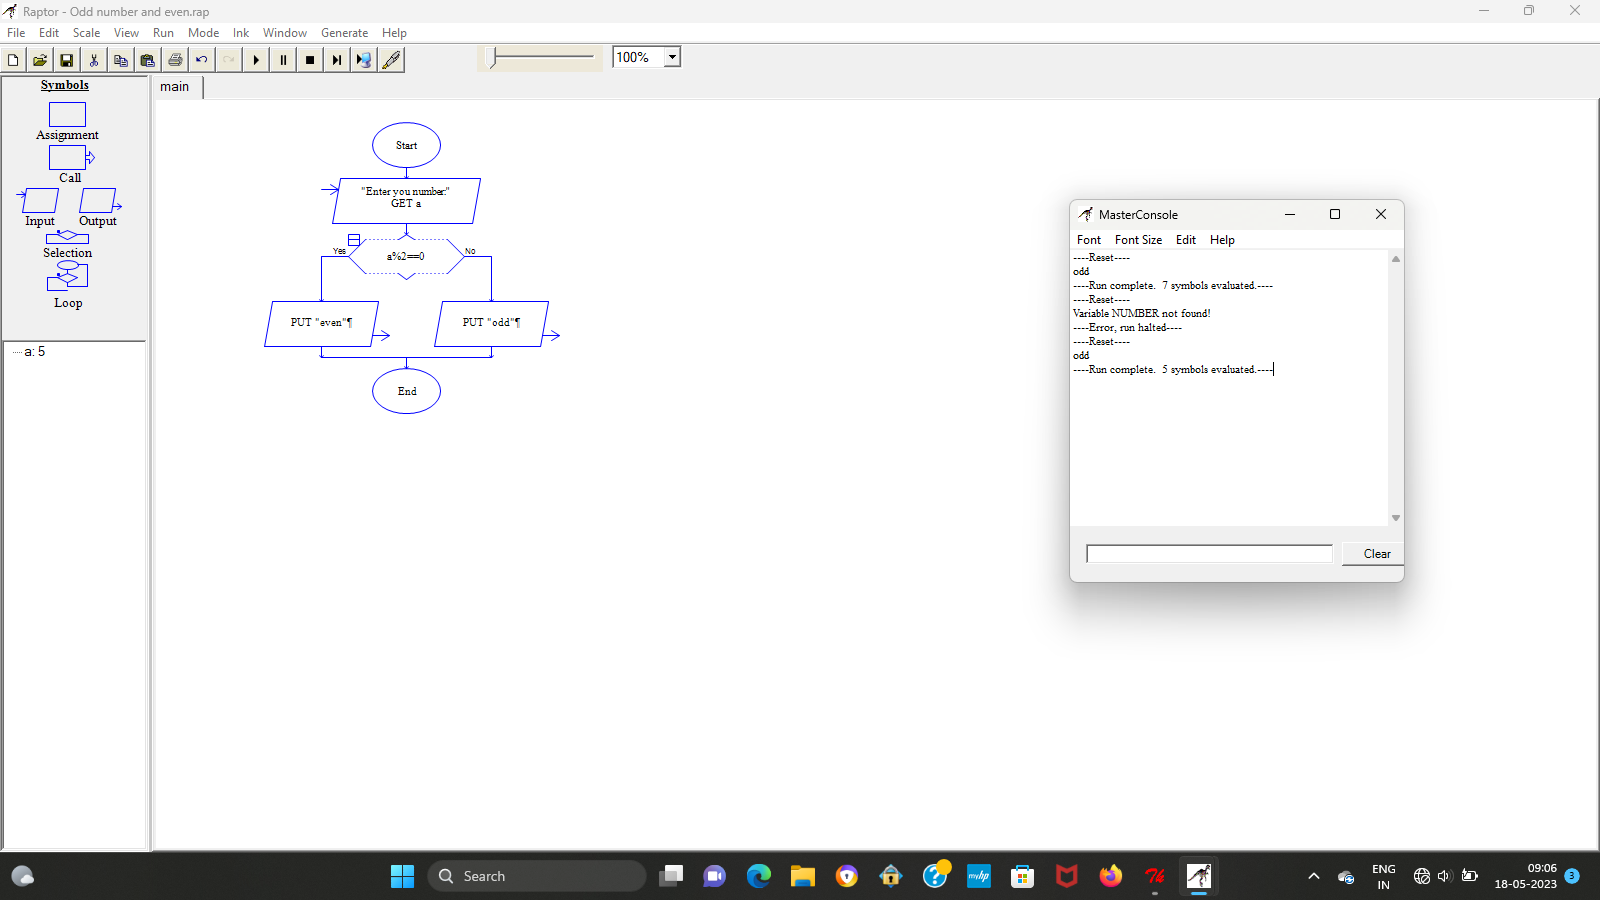 Raptor - Odd number and even.rap
File Edit Scale View Run Mode Ink Window Generate Help
100%
Symbols
Assignment
Call
Input Output
Selection
Loop
a: 5
main
Start
"Enter you number."
GET a
Yes
a%2==0
No
PUT "even"¶
PUT "odd"¶
End
MasterConsole
Font Font Size Edit Help
----Reset----
odd
----Run complete.  7 symbols evaluated.----
----Reset----
Variable NUMBER not found!
----Error, run halted----
----Reset----
odd
----Run complete.  5 symbols evaluated.----
Clear
Search
myhp
ENG
IN
09:06
18-05-2023
3